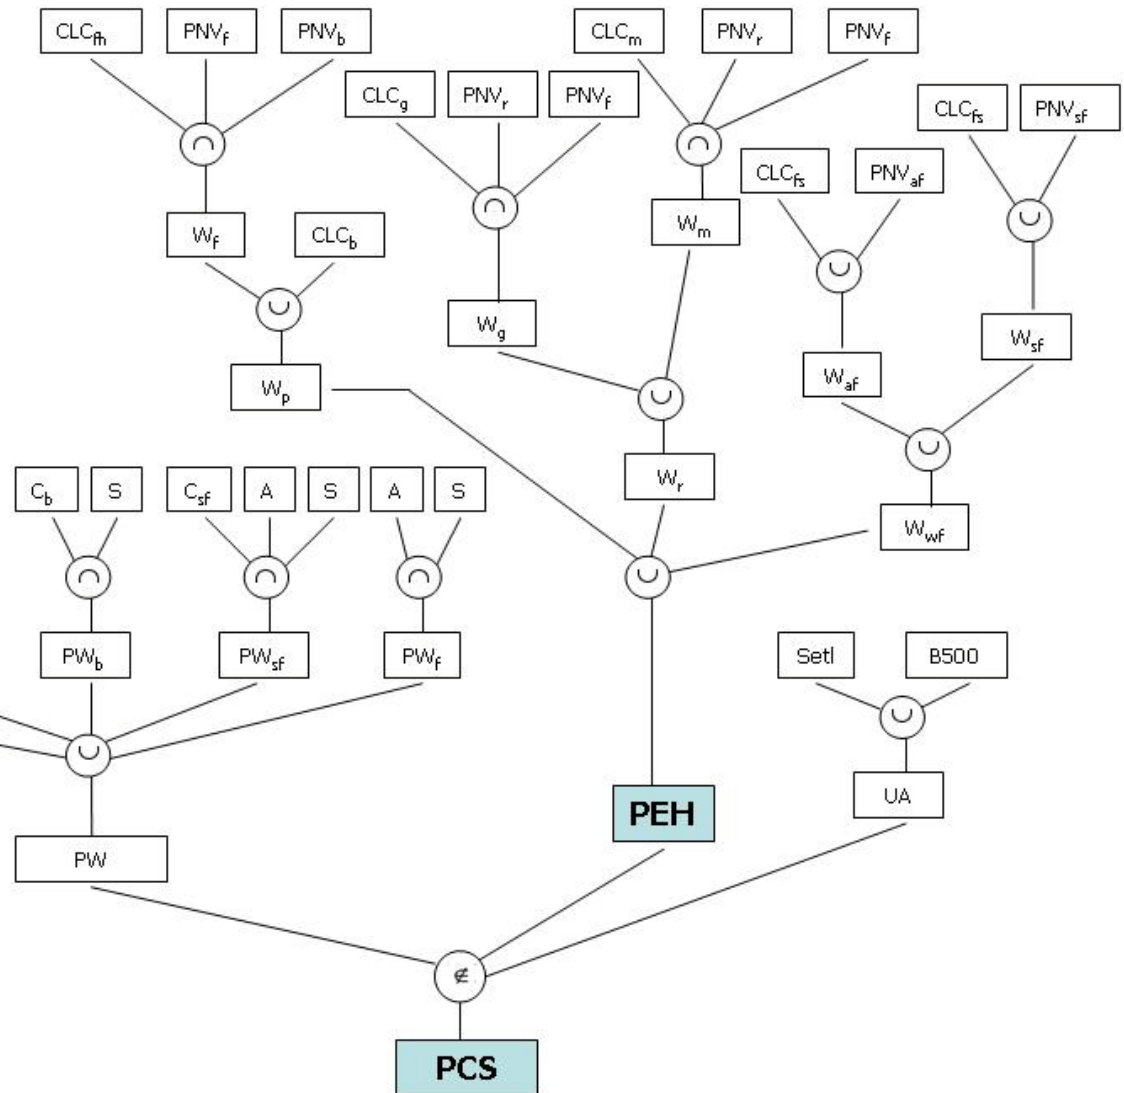 CLCfh PNVf PNVb
CLCm PNVr PNVf
CLCg PNVr PNVf
CLCfs PNVsf
CLCfs PNVaf
∩
∩
∩
Wf CLCb
Wm
∪
∪
∪
Wg
Wsf
Wp
Waf
∪
∪
Cb S Csf A S A S
Wr
Wwf
∩ ∩ ∩
∪
PWb PWsf PWf
Setl B500
∪
∪
UA
PEH
PW
∉
PCS